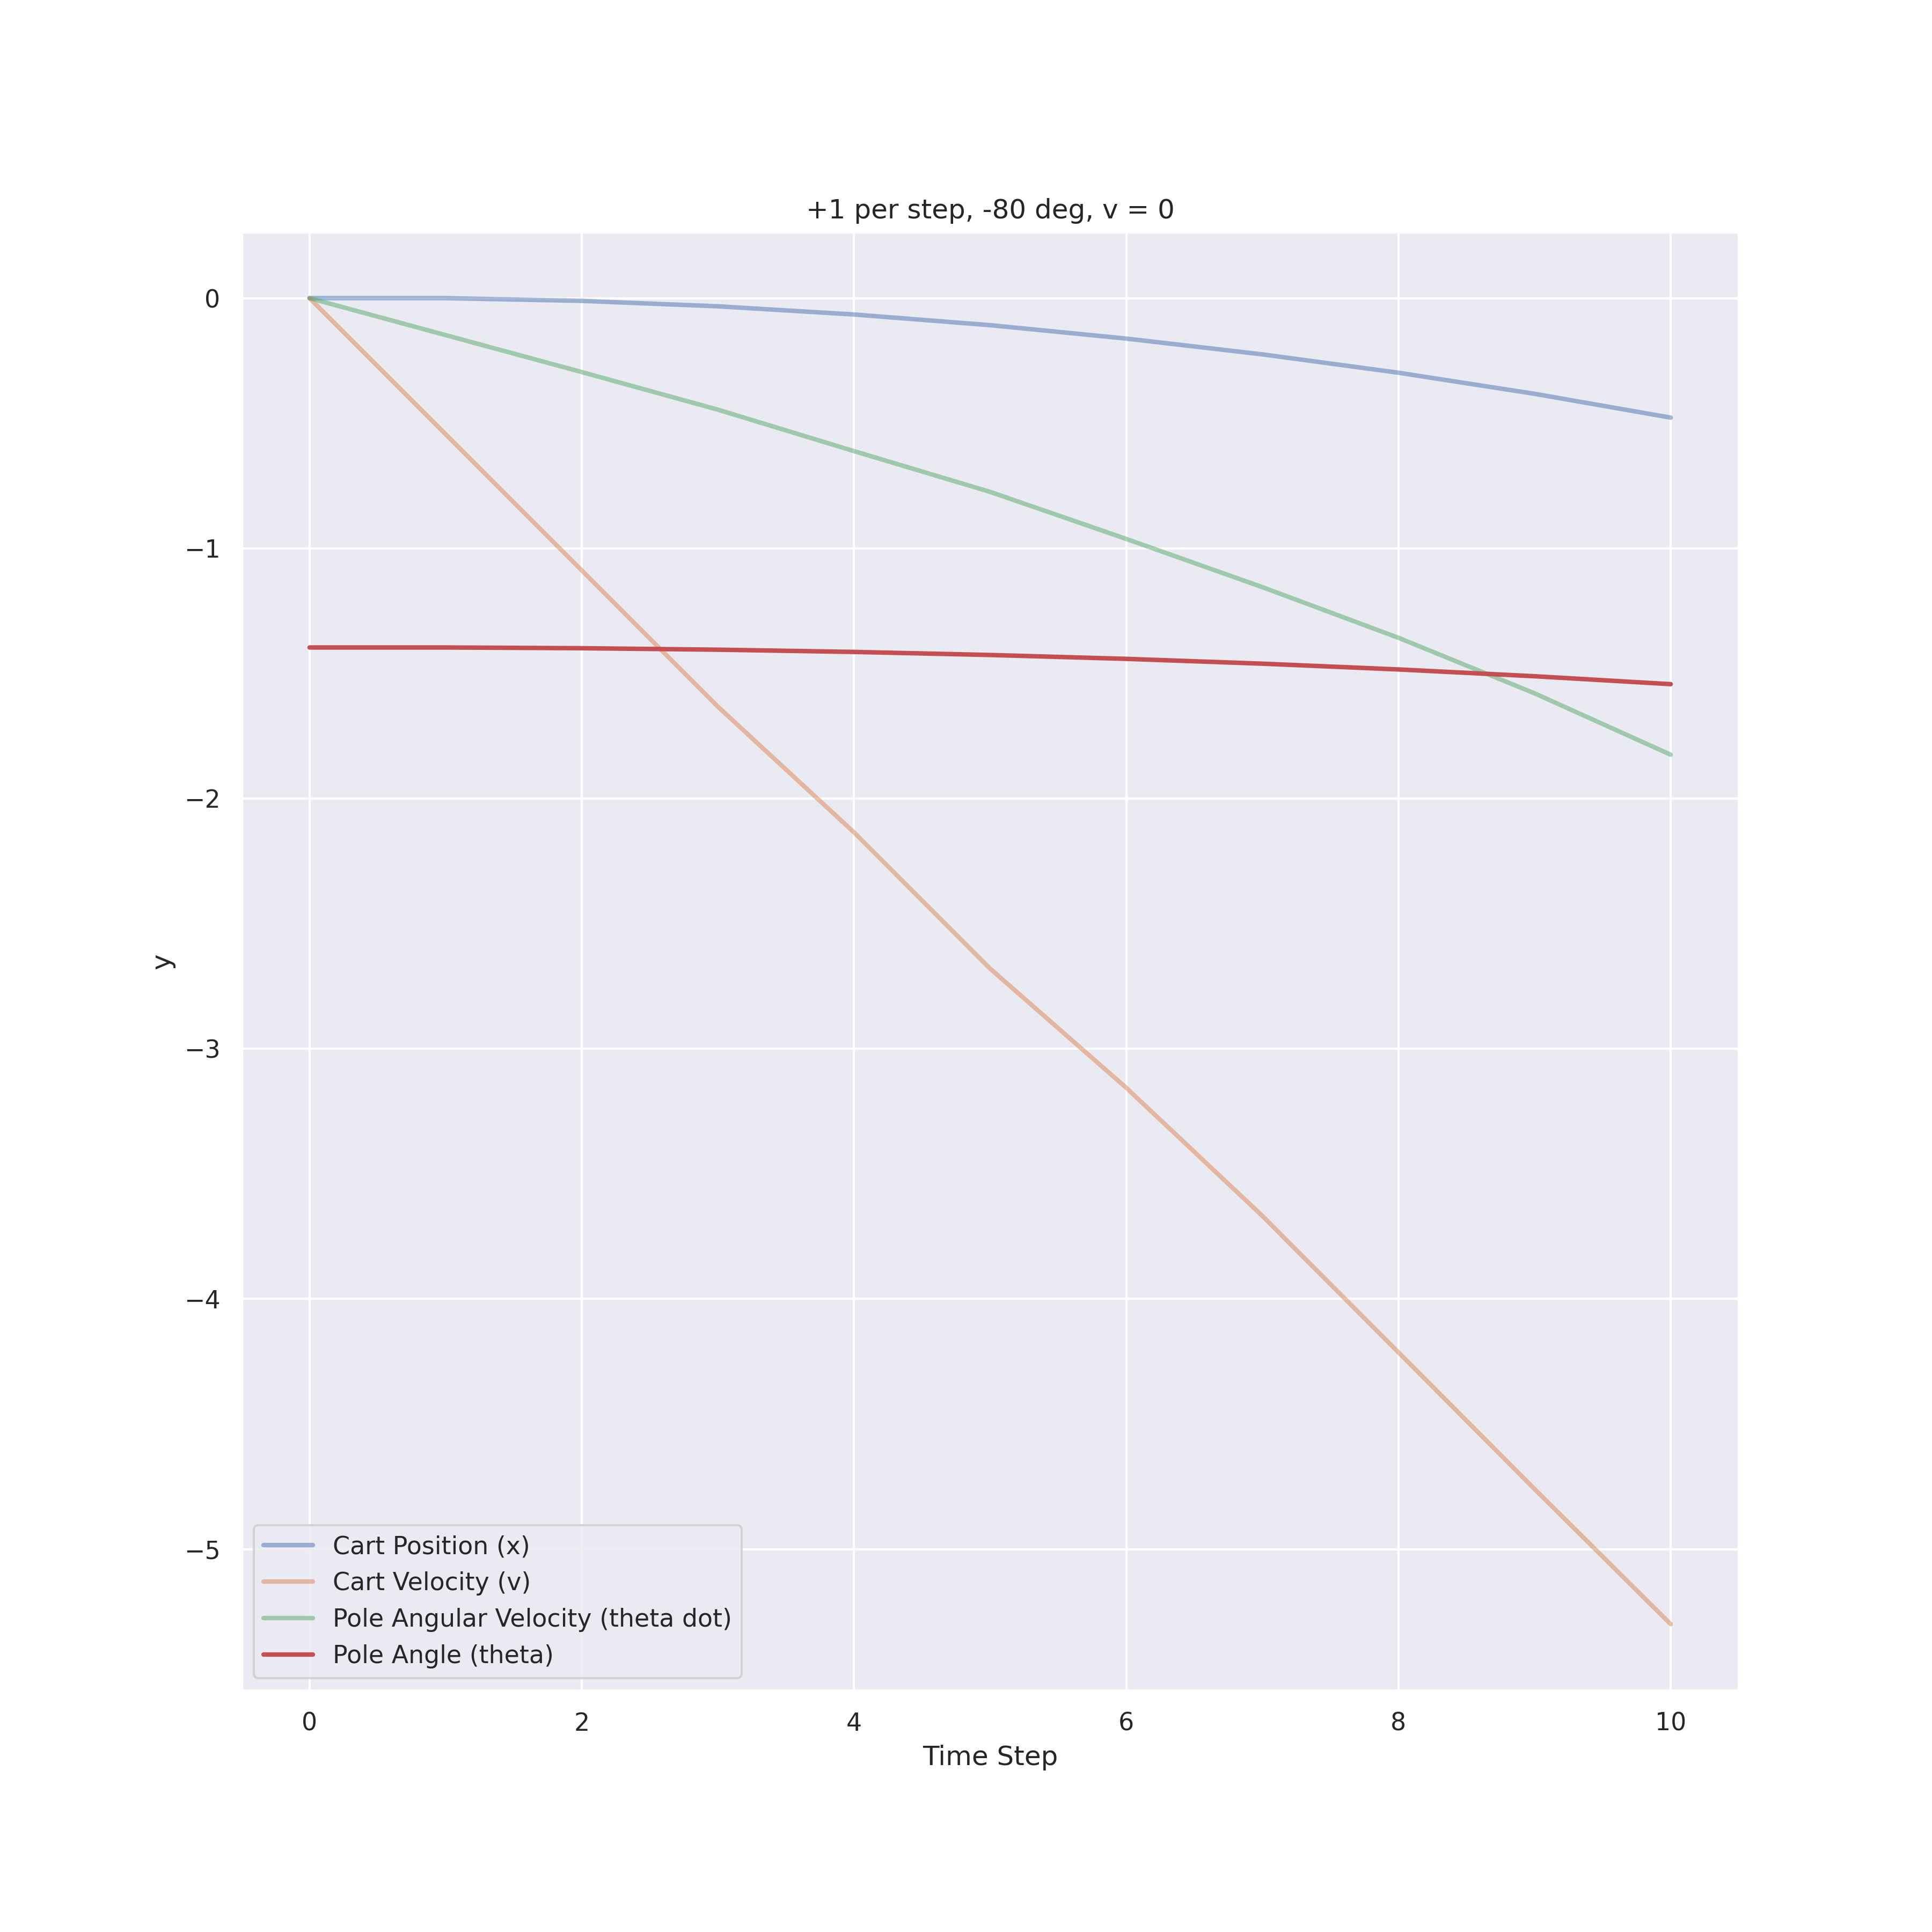 +1 per step, -80 deg, v = 0
0
−1
−2
−3
−4
−5
y
Cart Position (x)
Cart Velocity (v)
Pole Angular Velocity (theta dot)
Pole Angle (theta)
0 2 4 6 8 10
Time Step